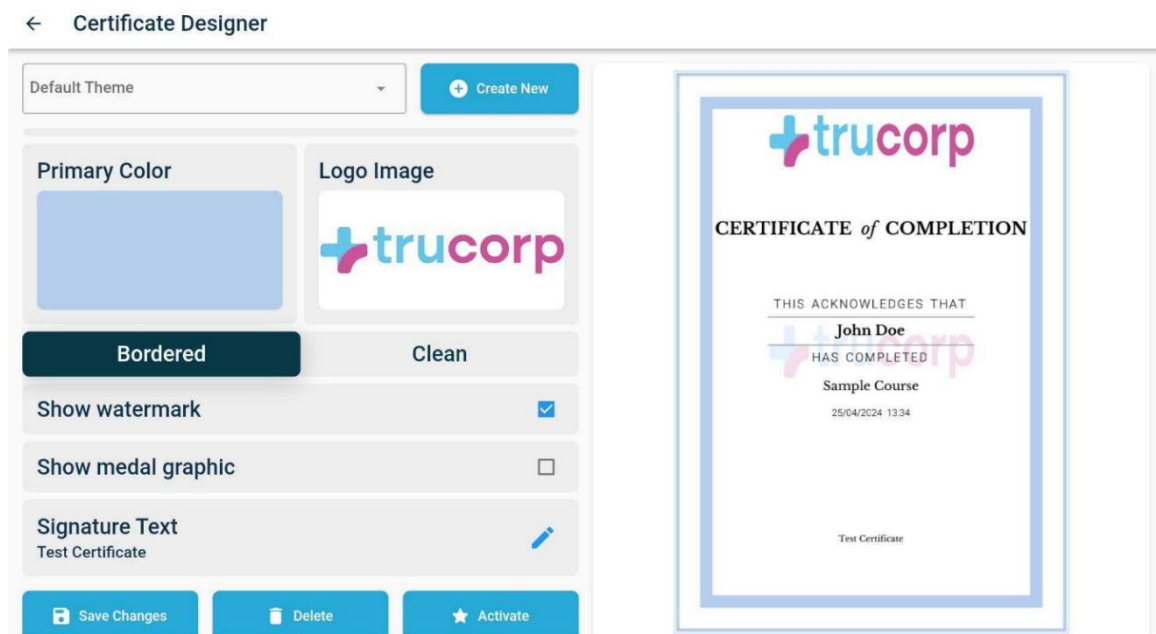 Certificate Designer
Default Theme
Create New
Primary Color
Logo Image
trucorp
Bordered
Clean
Show watermark
Show medal graphic
Signature Text
Test Certificate
Save Changes
Delete
Activate
trucorp
CERTIFICATE of COMPLETION
THIS ACKNOWLEDGES THAT
John Doe
trucorp
HAS COMPLETED
Sample Course
25/04/2024 13:34
Test Certificate